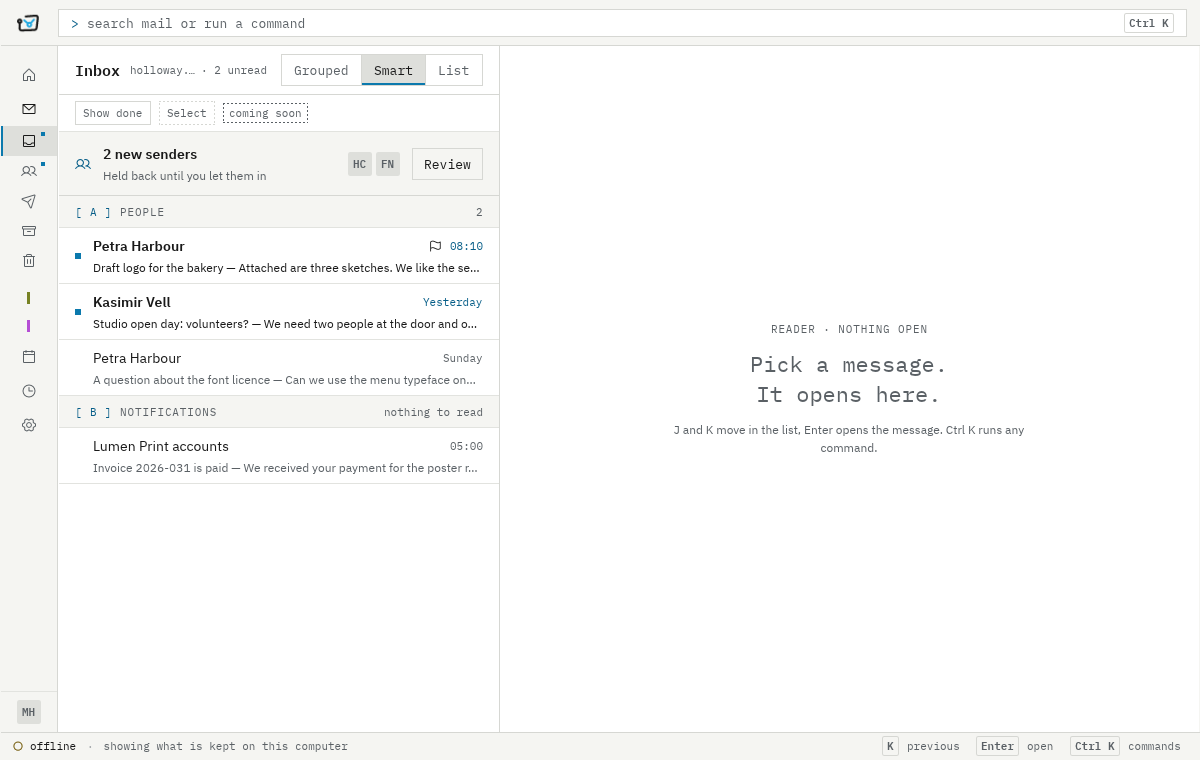 > search mail or run a command Ctrl K
Inbox holloway.… · 2 unread Grouped Smart List
Show done Select coming soon
2 new senders
Held back until you let them in
HC FN Review
[ A ] PEOPLE 2
Petra Harbour 08:10
Draft logo for the bakery — Attached are three sketches. We like the se…
Kasimir Vell Yesterday
Studio open day: volunteers? — We need two people at the door and o…
Petra Harbour Sunday
A question about the font licence — Can we use the menu typeface on…
[ B ] NOTIFICATIONS nothing to read
Lumen Print accounts 05:00
Invoice 2026-031 is paid — We received your payment for the poster r…
READER · NOTHING OPEN
Pick a message.
It opens here.
J and K move in the list, Enter opens the message. Ctrl K runs any
command.
MH
offline · showing what is kept on this computer K previous Enter open Ctrl K commands